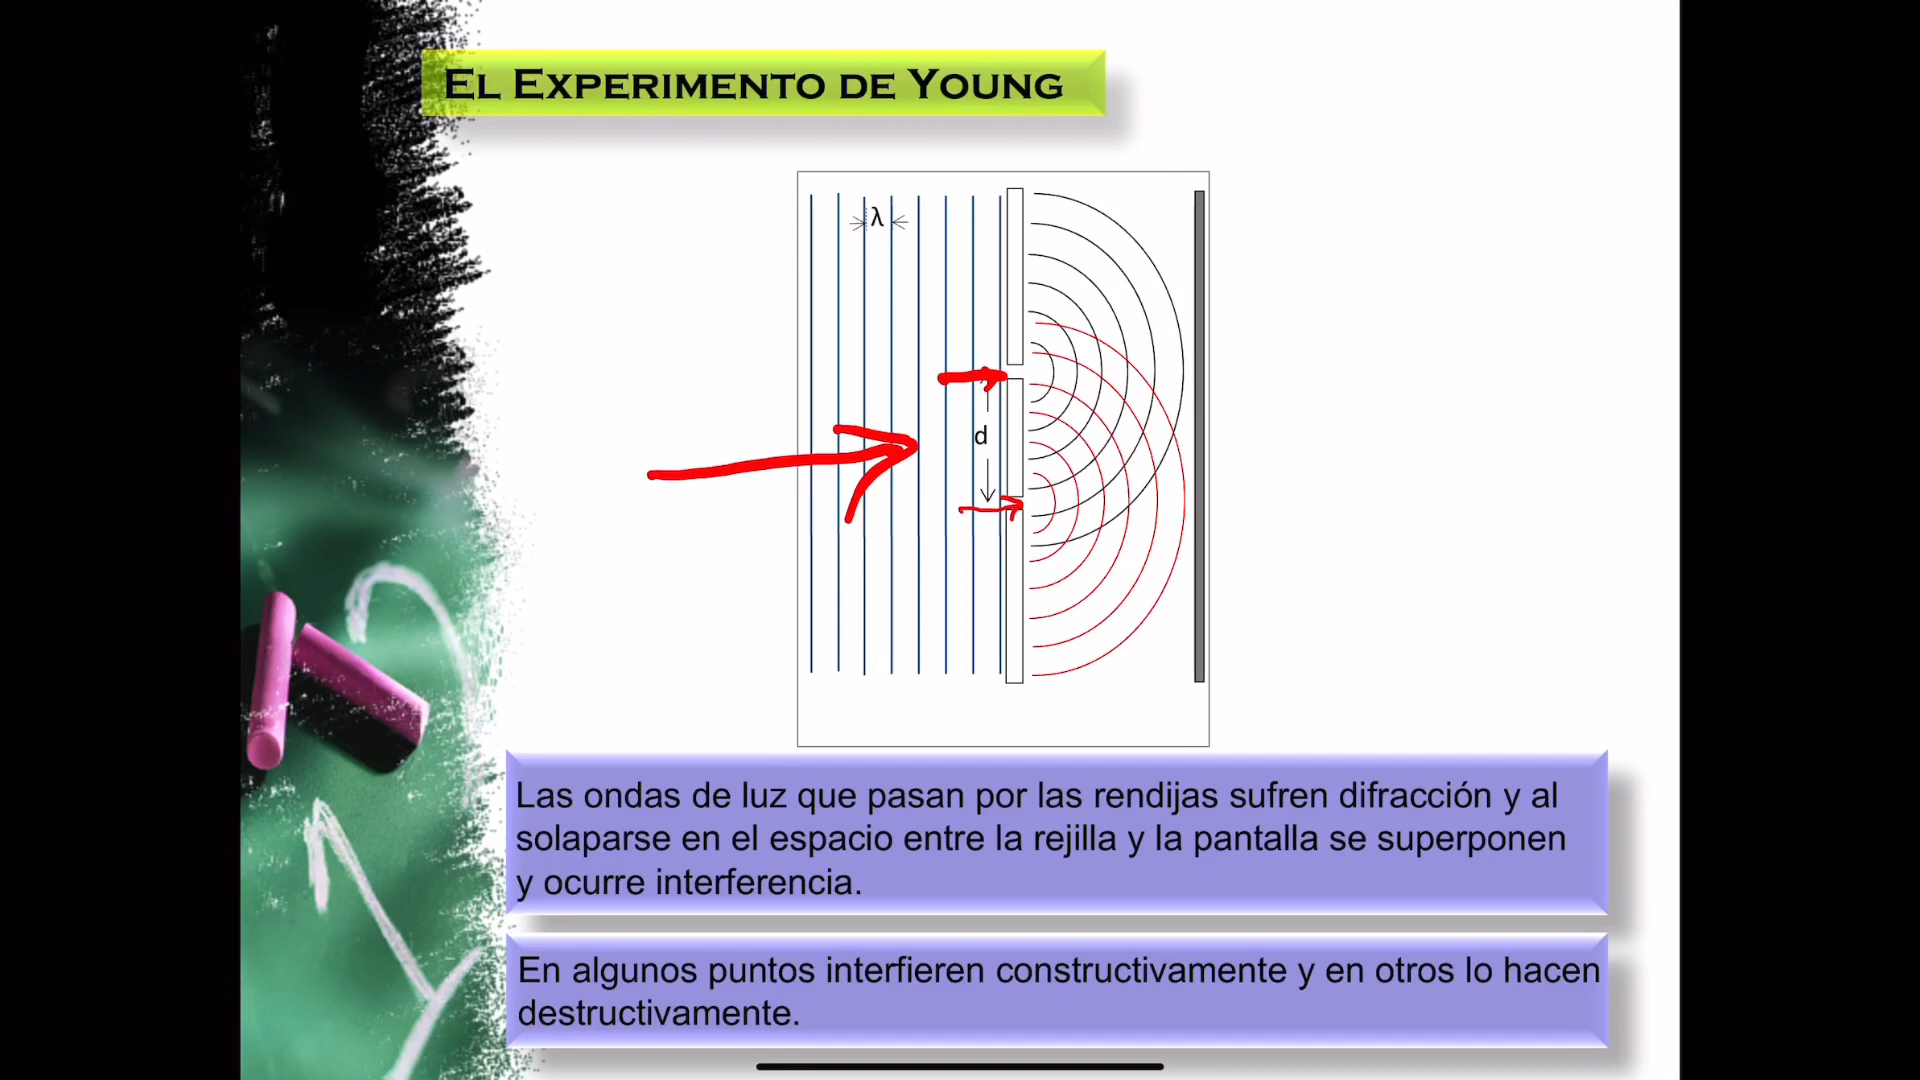 El Experimento de Young
λ
d
Las ondas de luz que pasan por las rendijas sufren difracción y al
solaparse en el espacio entre la rejilla y la pantalla se superponen
y ocurre interferencia.
En algunos puntos interfieren constructivamente y en otros lo hacen
destructivamente.